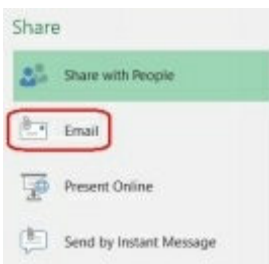 Share
Share with People
Email
Present Online
Send by Instant Message